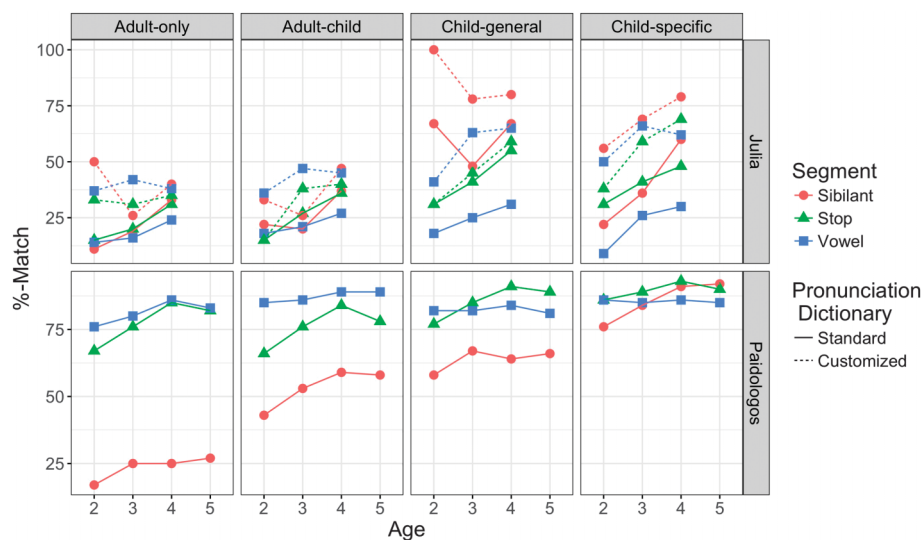 Adult-only Adult-child Child-general Child-specific
100
75
50
25
Julia
75
50
25
Paidologos
%-Match
2 3 4 5 2 3 4 5 2 3 4 5 2 3 4 5
Age
Segment
Sibilant
Stop
Vowel
Pronunciation
Dictionary
Standard
Customized